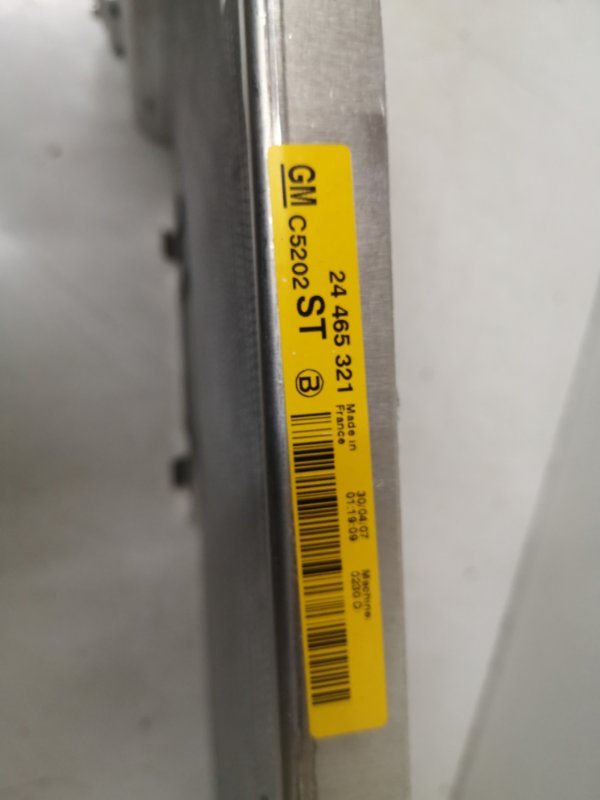 GM 24 465 321
C5202 ST B
Made in
France
30/04/07
01:19:09
Machine:
0230 D